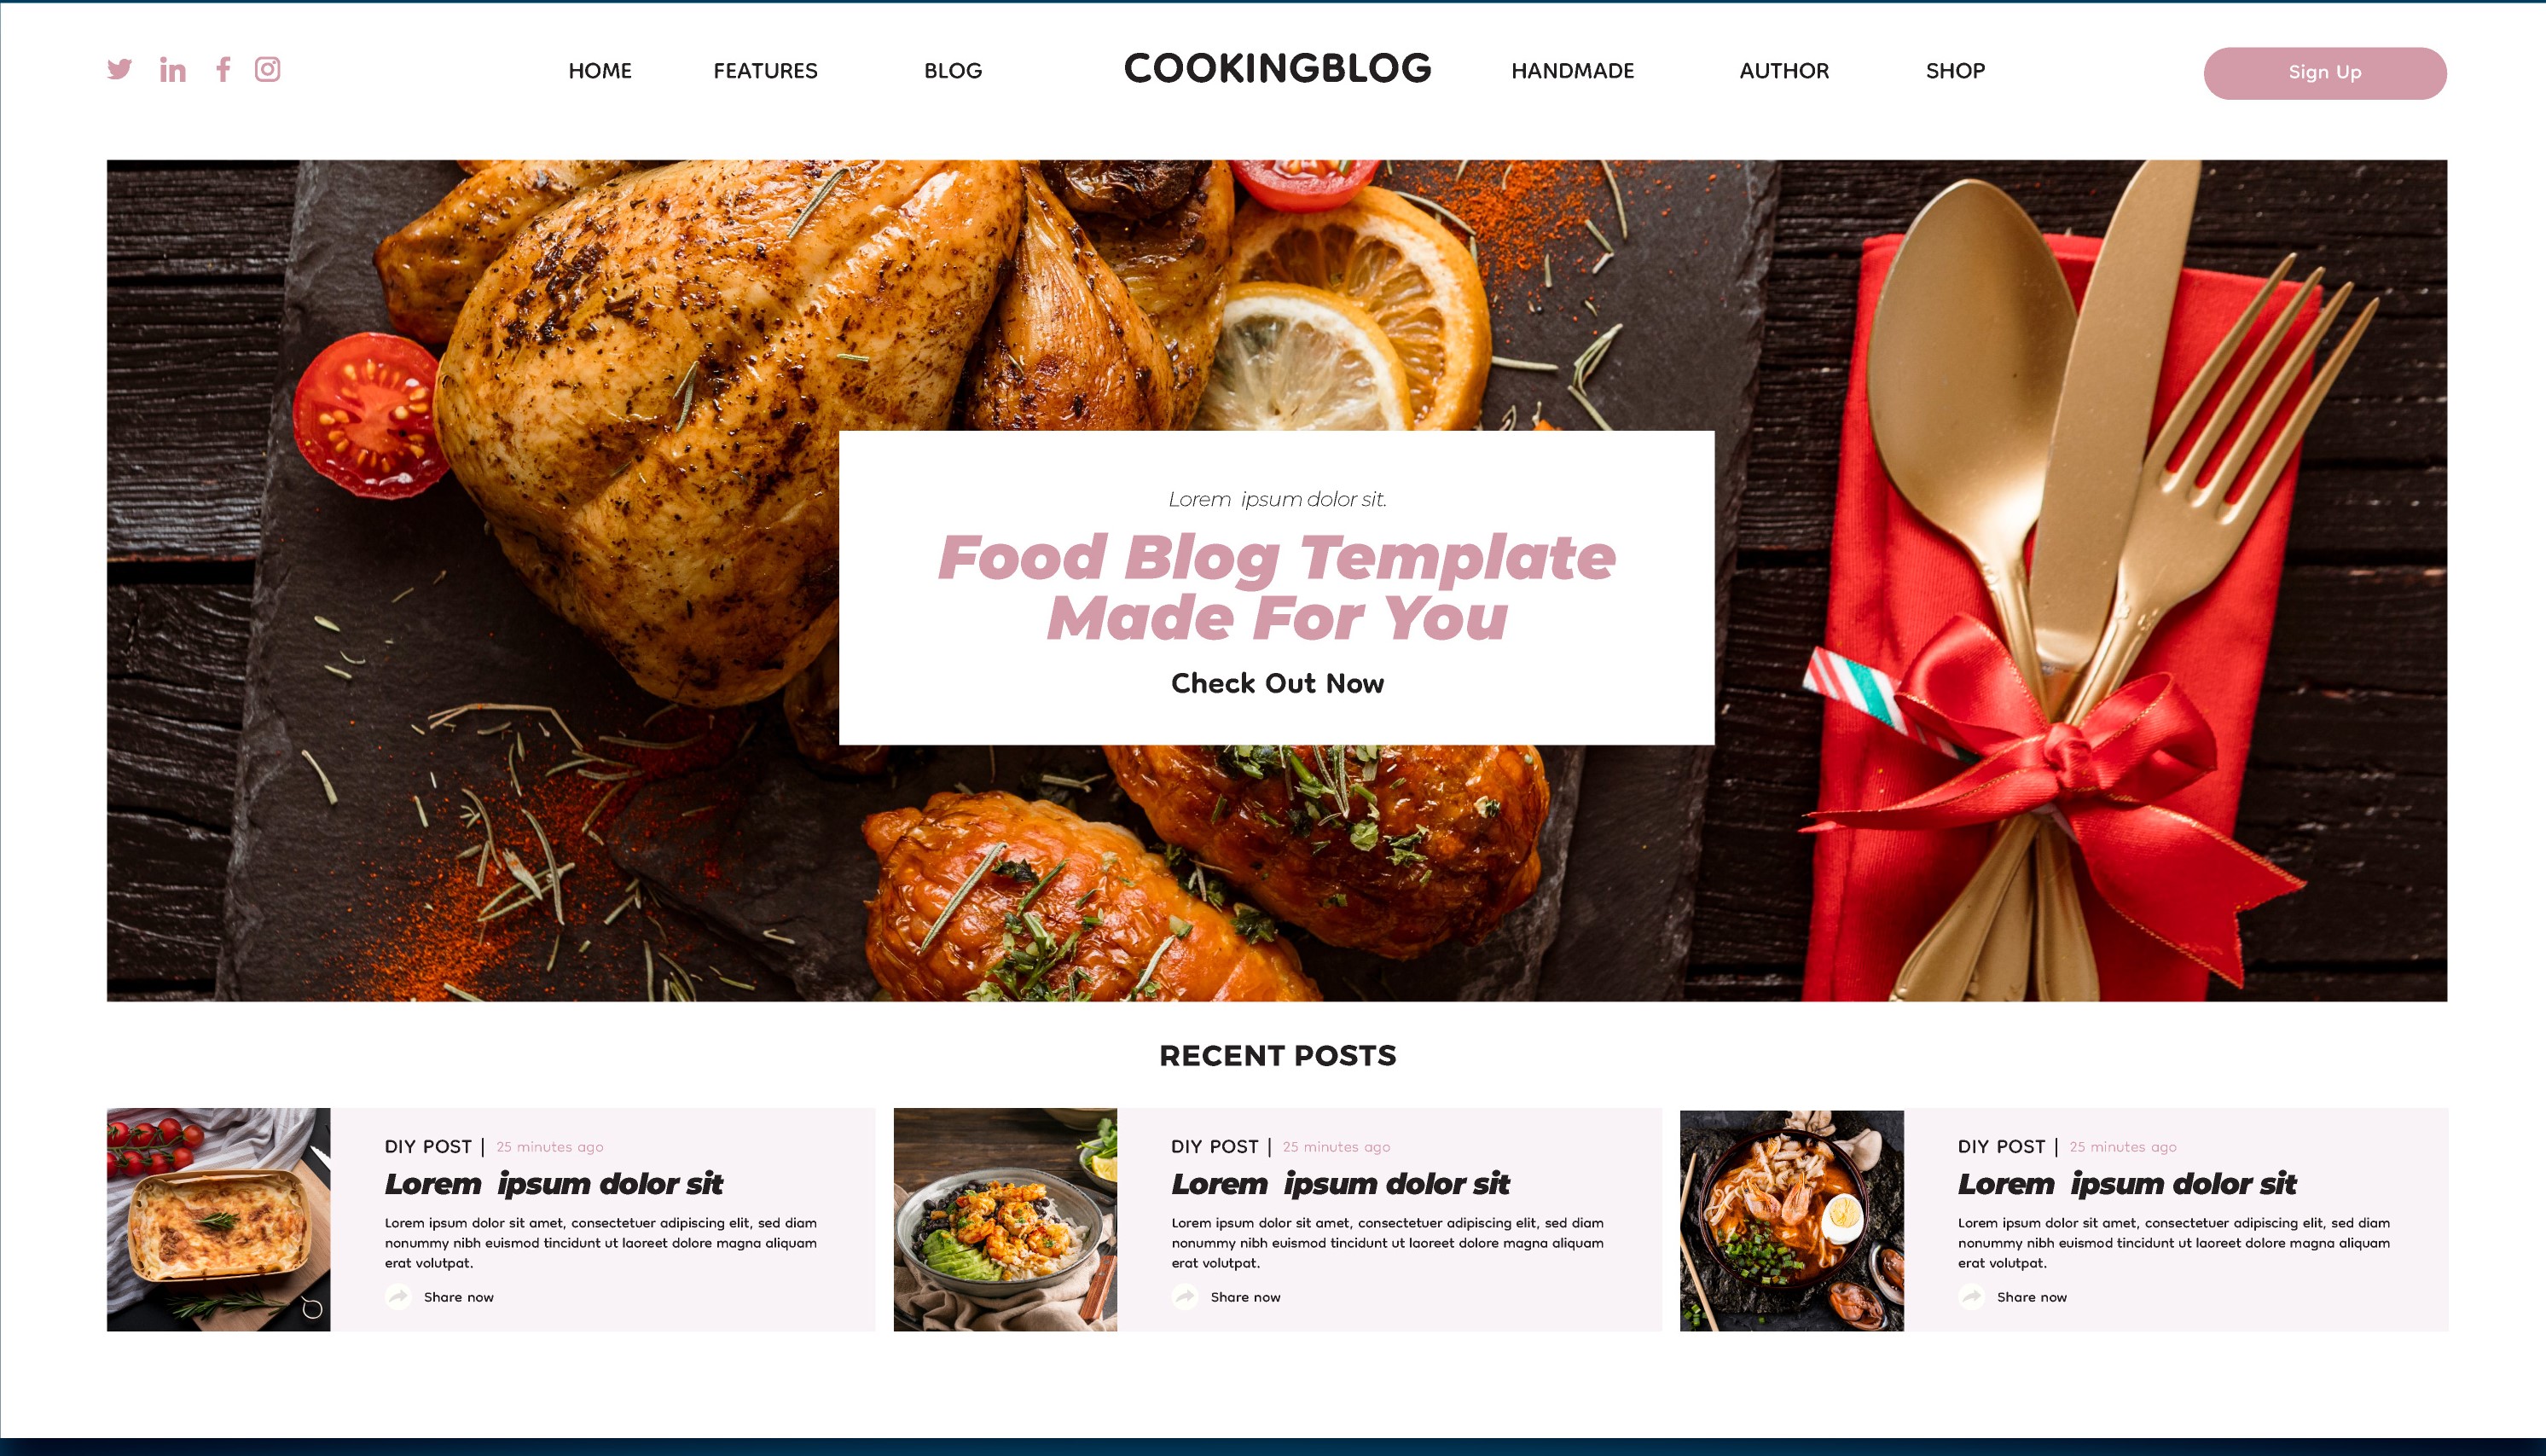 HOME
FEATURES
BLOG
COOKINGBLOG
HANDMADE
AUTHOR
SHOP
Sign Up
Lorem ipsum dolor sit.
Food Blog Template
Made For You
Check Out Now
RECENT POSTS
DIY POST | 25 minutes ago
Lorem ipsum dolor sit
Lorem ipsum dolor sit amet, consectetuer adipiscing elit, sed diam
nonummy nibh euismod tincidunt ut laoreet dolore magna aliquam
erat volutpat.
Share now
DIY POST | 25 minutes ago
Lorem ipsum dolor sit
Lorem ipsum dolor sit amet, consectetuer adipiscing elit, sed diam
nonummy nibh euismod tincidunt ut laoreet dolore magna aliquam
erat volutpat.
Share now
DIY POST | 25 minutes ago
Lorem ipsum dolor sit
Lorem ipsum dolor sit amet, consectetuer adipiscing elit, sed diam
nonummy nibh euismod tincidunt ut laoreet dolore magna aliquam
erat volutpat.
Share now